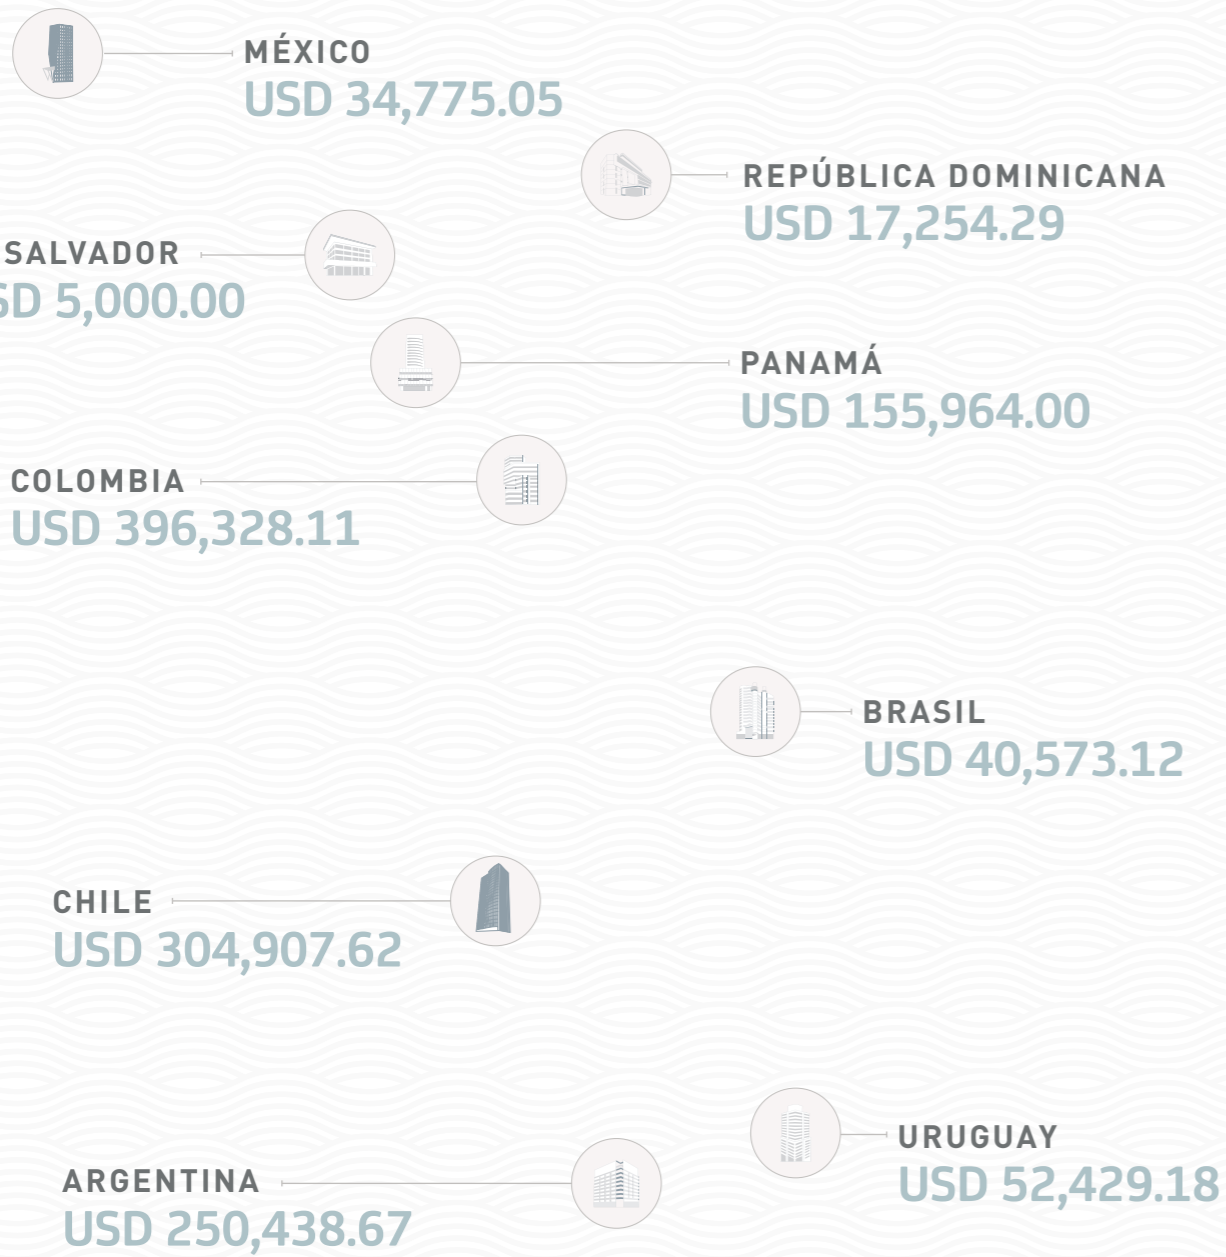 MÉXICO
USD 34,775.05
REPÚBLICA DOMINICANA
USD 17,254.29
SALVADOR
5,000.00
PANAMÁ
USD 155,964.00
COLOMBIA
USD 396,328.11
BRASIL
USD 40,573.12
CHILE
USD 304,907.62
URUGUAY
USD 52,429.18
ARGENTINA
USD 250,438.67